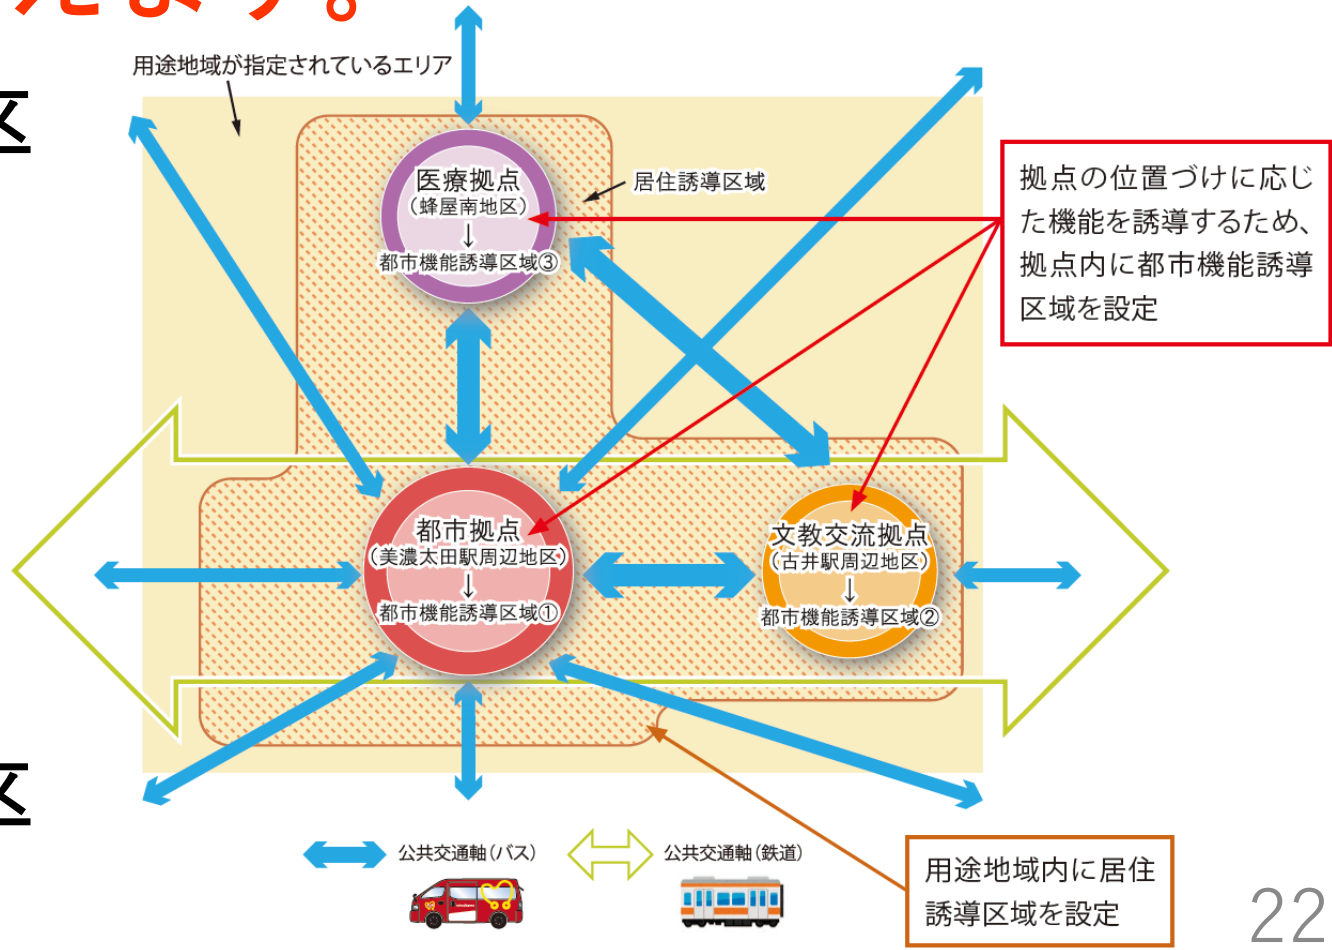 えます。
区
区
用途地域が指定されているエリア
医療拠点
（蜂屋南地区）
↓
都市機能誘導区域③
居住誘導区域
拠点の位置づけに応じ
た機能を誘導するため、
拠点内に都市機能誘導
区域を設定
都市拠点
（美濃太田駅周辺地区）
↓
都市機能誘導区域①
文教交流拠点
（古井駅周辺地区）
↓
都市機能誘導区域②
公共交通軸（バス）
公共交通軸（鉄道）
用途地域内に居住
誘導区域を設定
22